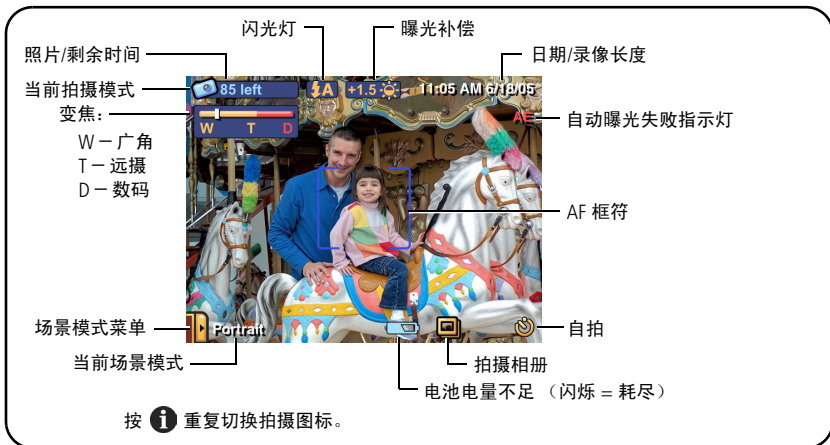 闪光灯
曝光补偿
照片/剩余时间
日期/录像长度
当前拍摄模式
85 left
⚡A
+1.5
11:05 AM 6/18/05
变焦:
W T D
AE
自动曝光失败指示灯
W－广角
T－远摄
D－数码
AF 框符
场景模式菜单
Portrait
自拍
当前场景模式
拍摄相册
电池电量不足 （闪烁 = 耗尽）
按 i 重复切换拍摄图标。